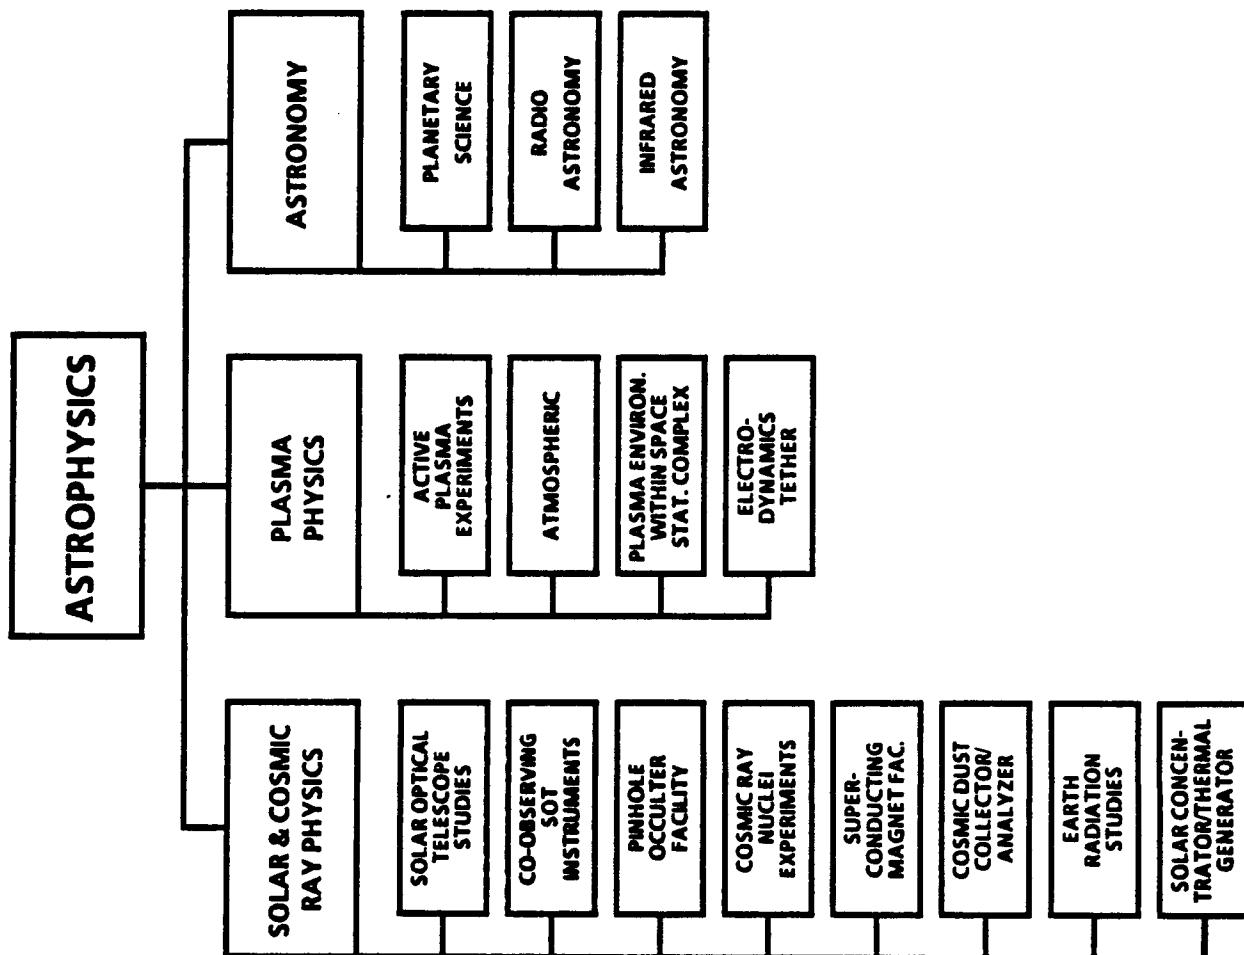 ASTROPHYSICS
SOLAR & COSMIC
RAY PHYSICS
SOLAR OPTICAL
TELESCOPE
STUDIES
CO-OBSERVING
SOT
INSTRUMENTS
PINHOLE
OCCULTER
FACILITY
COSMIC RAY
NUCLEI
EXPERIMENTS
SUPER-
CONDUCTING
MAGNET FAC.
COSMIC DUST
COLLECTOR/
ANALYZER
EARTH
RADIATION
STUDIES
SOLAR CONCEN-
TRATOR/THERMAL
GENERATOR
PLASMA
PHYSICS
ACTIVE
PLASMA
EXPERIMENTS
ATMOSPHERIC
PLASMA ENVIRON.
WITHIN SPACE
STAT. COMPLEX
ELECTRO-
DYNAMICS
TETHER
ASTRONOMY
PLANETARY
SCIENCE
RADIO
ASTRONOMY
INFRARED
ASTRONOMY